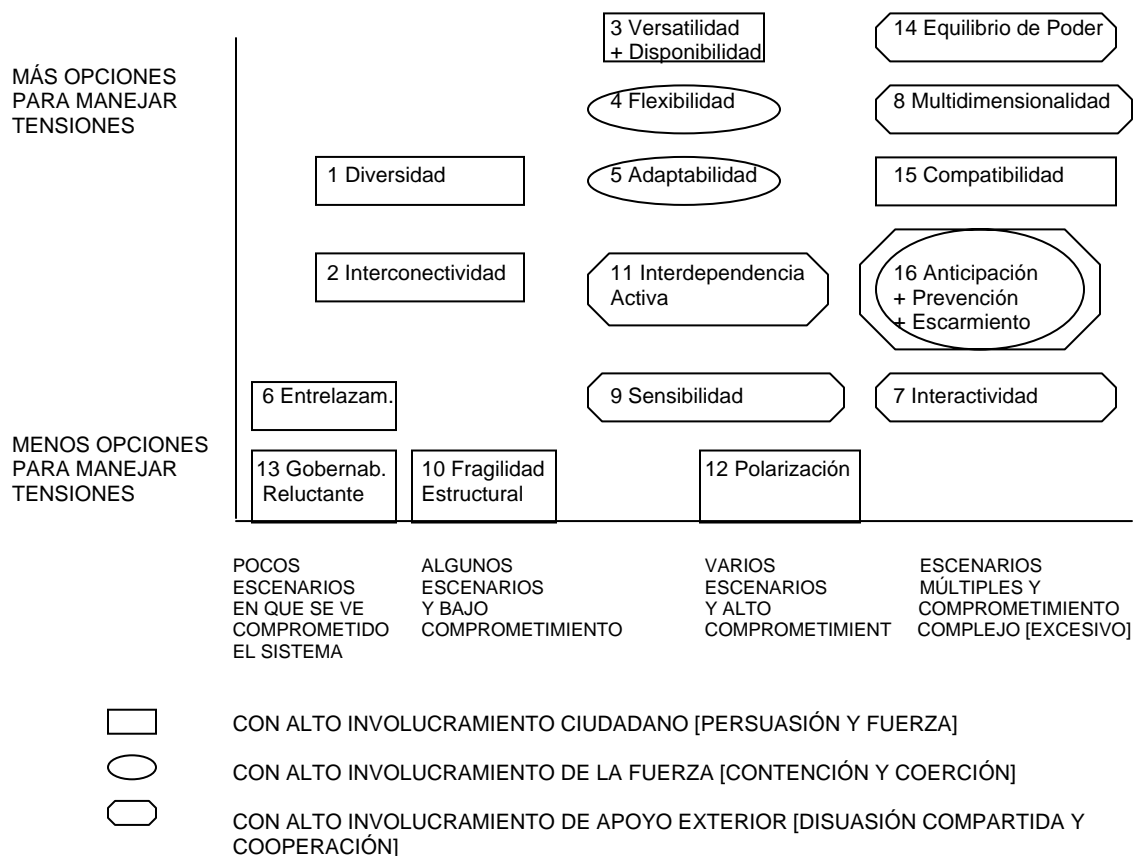 MÁS OPCIONES
PARA MANEJAR
TENSIONES
3 Versatilidad
+ Disponibilidad
14 Equilibrio de Poder
4 Flexibilidad
8 Multidimensionalidad
1 Diversidad
5 Adaptabilidad
15 Compatibilidad
2 Interconectividad
11 Interdependencia
Activa
16 Anticipación
+ Prevención
+ Escarmiento
6 Entrelazam.
9 Sensibilidad
7 Interactividad
MENOS OPCIONES
PARA MANEJAR
TENSIONES
13 Gobernab.
Reluctante
10 Fragilidad
Estructural
12 Polarización
POCOS
ESCENARIOS
EN QUE SE VE
COMPROMETIDO
EL SISTEMA
ALGUNOS
ESCENARIOS
Y BAJO
COMPROMETIMIENTO
VARIOS
ESCENARIOS
Y ALTO
COMPROMETIMIENT
ESCENARIOS
MÚLTIPLES Y
COMPROMETIMIENTO
COMPLEJO [EXCESIVO]
CON ALTO INVOLUCRAMIENTO CIUDADANO [PERSUASIÓN Y FUERZA]
CON ALTO INVOLUCRAMIENTO DE LA FUERZA [CONTENCIÓN Y COERCIÓN]
CON ALTO INVOLUCRAMIENTO DE APOYO EXTERIOR [DISUASIÓN COMPARTIDA Y
COOPERACIÓN]